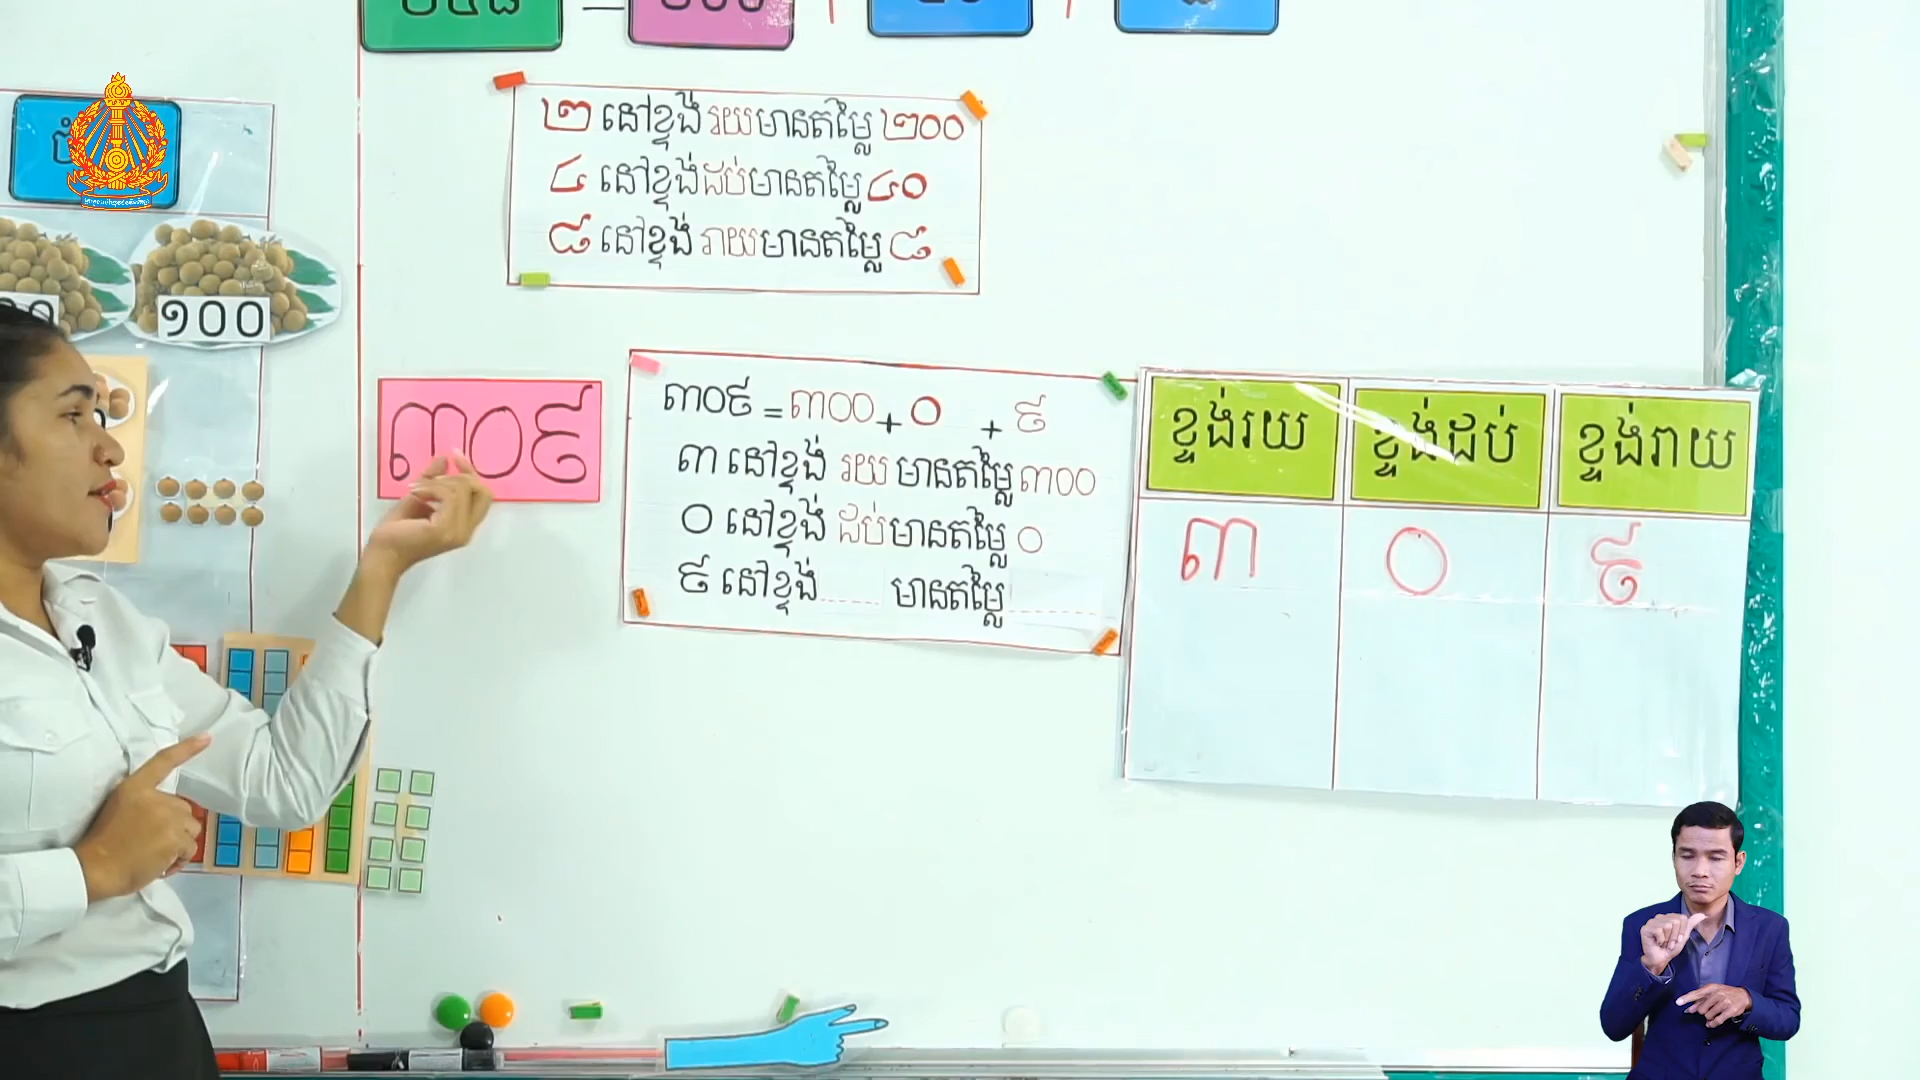 ២ នៅខ្ទង់ រយមានតម្លៃ ២០០
៤ នៅខ្ទង់ដប់មានតម្លៃ ៤០
៨ នៅខ្ទង់ រាយមានតម្លៃ ៨
១០០
៣០៩
៣០៩ = ៣០០ + ០ + ៩
៣ នៅខ្ទង់ រយ មានតម្លៃ ៣០០
០ នៅខ្ទង់ ដប់មានតម្លៃ ០
៩ នៅខ្ទង់...... មានតម្លៃ..........
ខ្ទង់រយ ខ្ទង់ដប់ ខ្ទង់រាយ
៣ ០ ៩